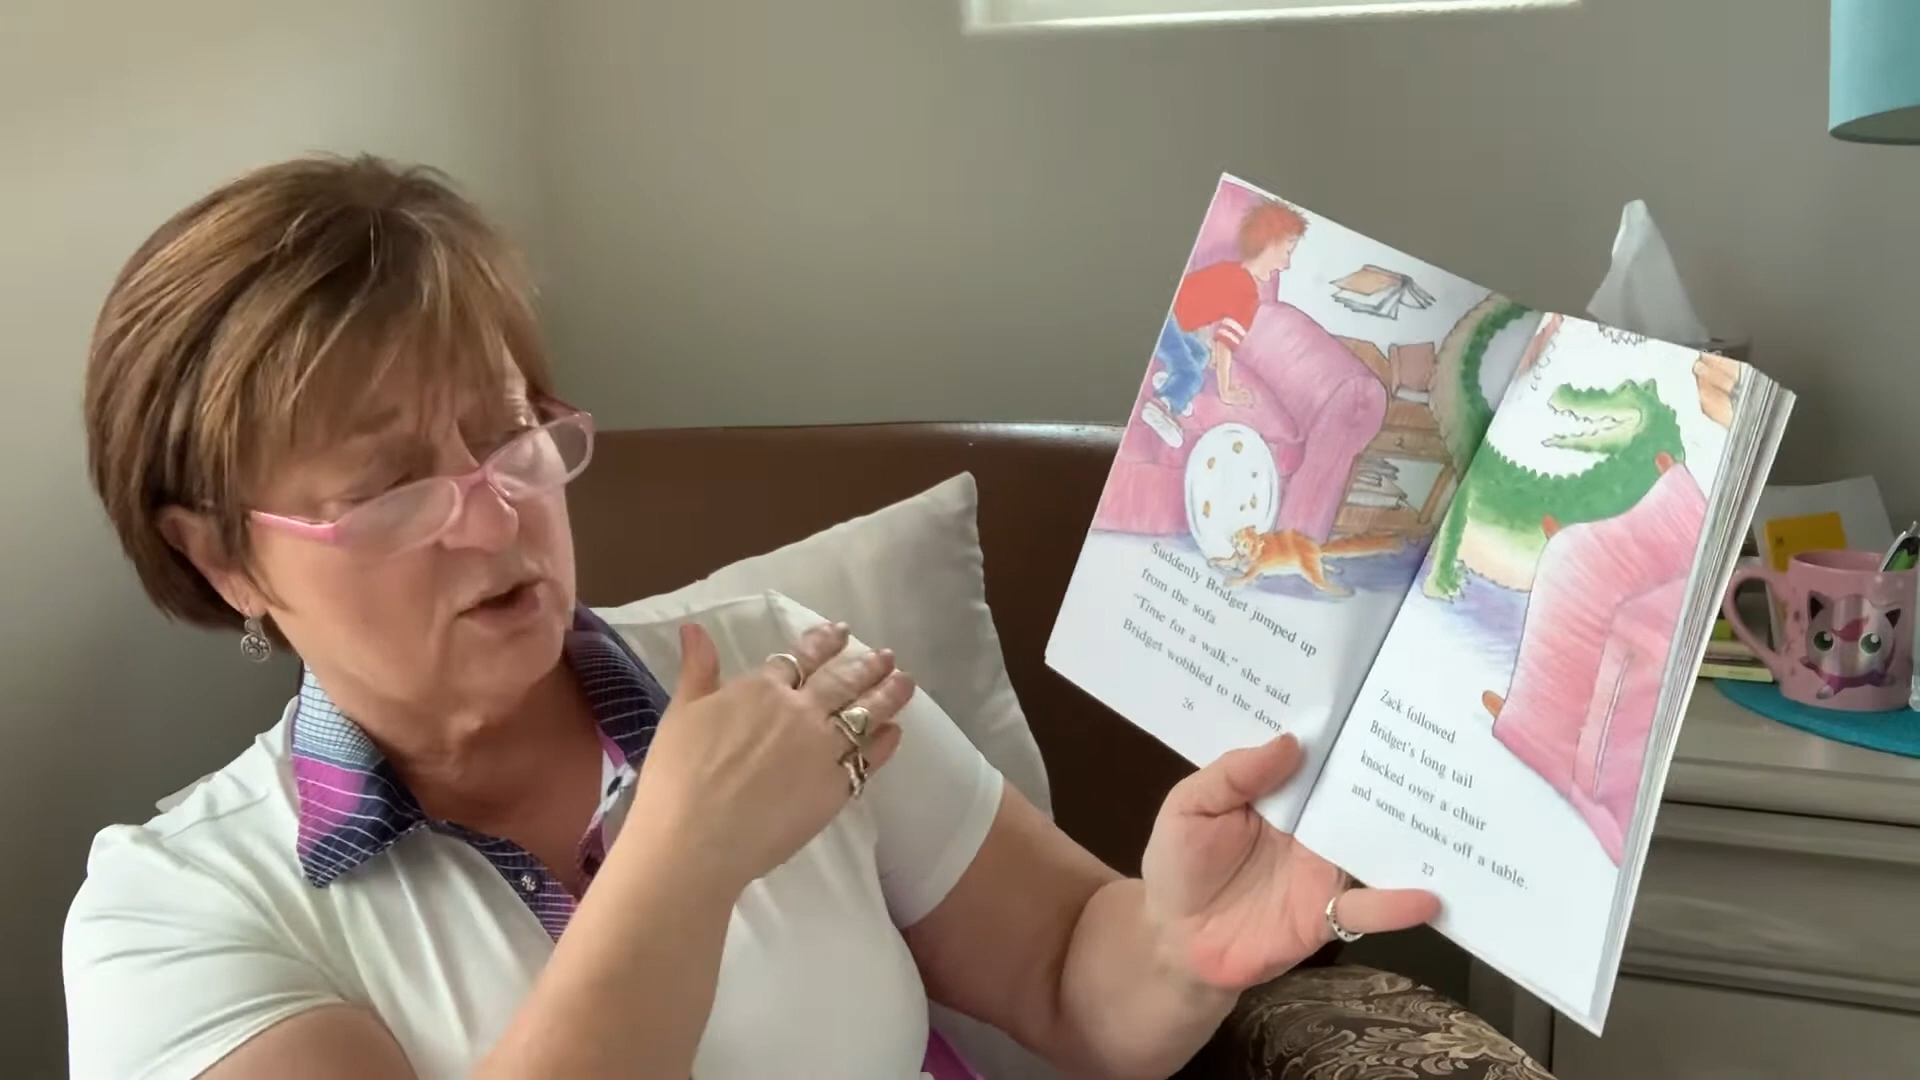 Suddenly Bridget jumped up
from the sofa.
"Time for a walk," she said.
Bridget wobbled to the door.
26
Zack followed.
Bridget's long tail
knocked over a chair
and some books off a table.
27